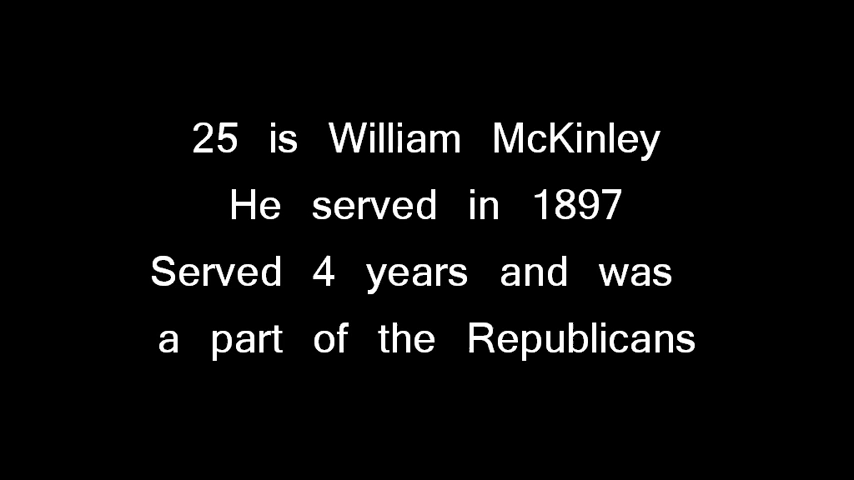 25 is William McKinley
He served in 1897
Served 4 years and was
a part of the Republicans